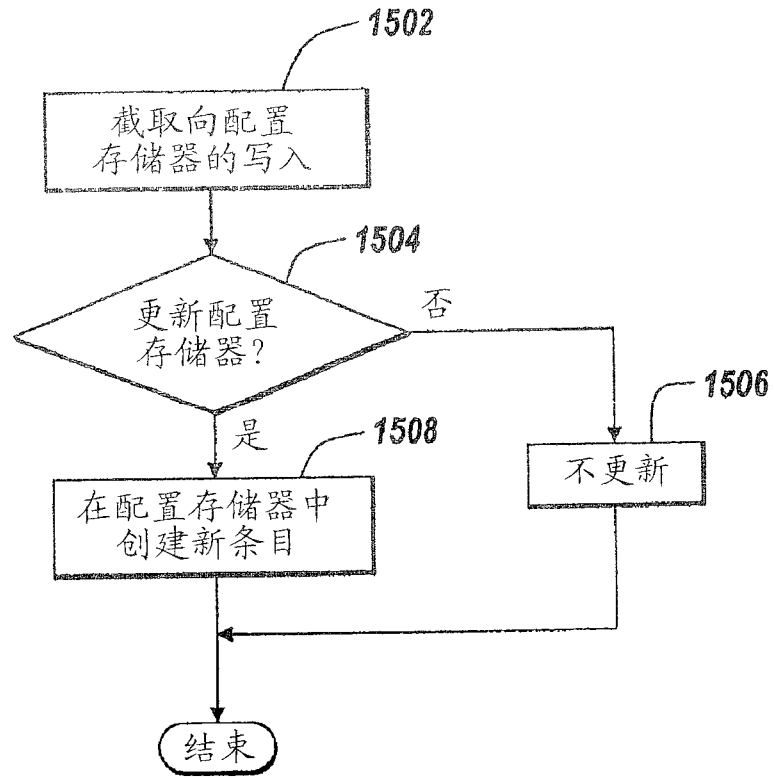 1502
截取向配置
存储器的写入
1504
更新配置
存储器?
否
1506
不更新
是
1508
在配置存储器中
创建新条目
结束